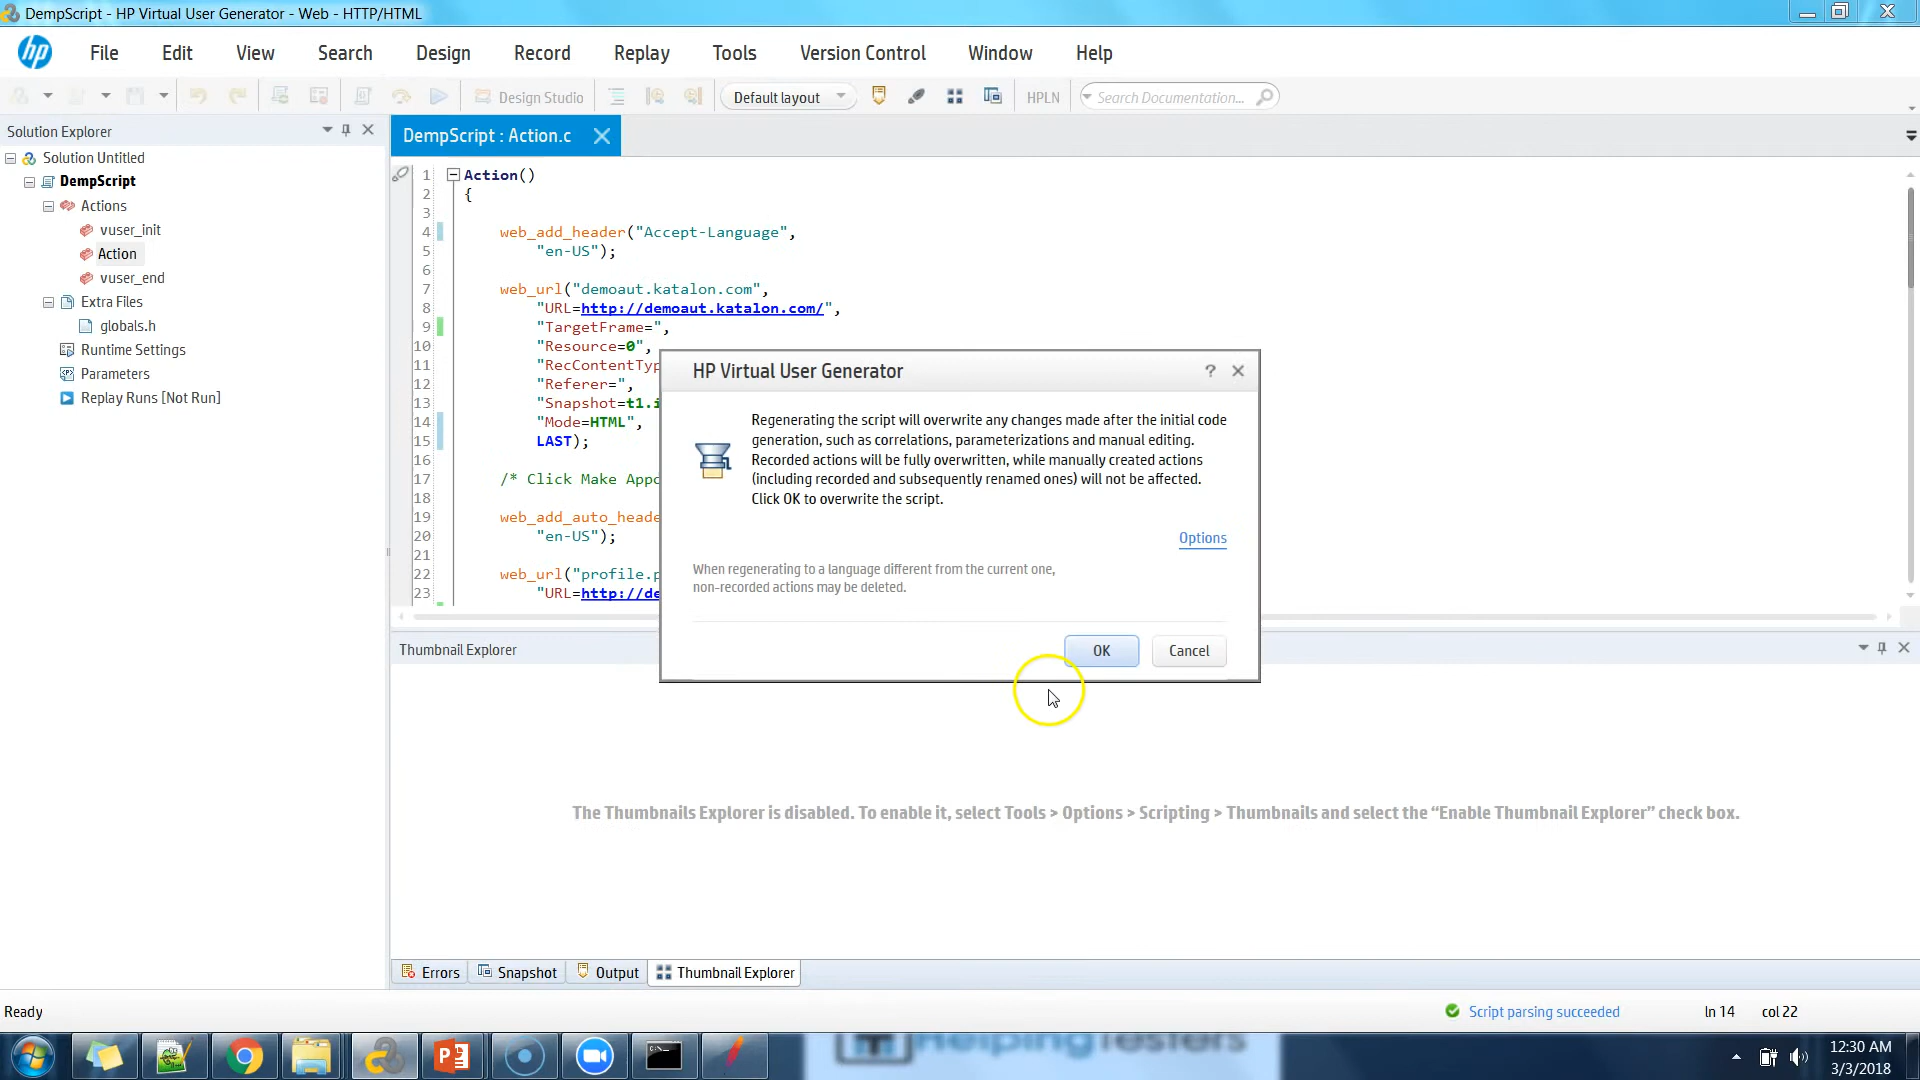 DempScript - HP Virtual User Generator - Web - HTTP/HTML
hp File Edit View Search Design Record Replay Tools Version Control Window Help
Design Studio Default layout HPLN Search Documentation...
Solution Explorer
DempScript : Action.c
Solution Untitled
DempScript
Actions
vuser_init
Action
vuser_end
Extra Files
globals.h
Runtime Settings
Parameters
Replay Runs [Not Run]
1 Action()
2 {
3
4 web_add_header("Accept-Language",
5 "en-US");
6
7 web_url("demoaut.katalon.com",
8 "URL=http://demoaut.katalon.com/",
9 "TargetFrame=",
10 "Resource=0",
11 "RecContentTyp
12 "Referer=",
13 "Snapshot=t1.i
14 "Mode=HTML",
15 LAST);
16
17 /* Click Make Appo
18
19 web_add_auto_heade
20 "en-US");
21
22 web_url("profile.p
23 "URL=http://de
HP Virtual User Generator ?
Regenerating the script will overwrite any changes made after the initial code
generation, such as correlations, parameterizations and manual editing.
Recorded actions will be fully overwritten, while manually created actions
(including recorded and subsequently renamed ones) will not be affected.
Click OK to overwrite the script.
Options
When regenerating to a language different from the current one,
non-recorded actions may be deleted.
OK Cancel
Thumbnail Explorer
The Thumbnails Explorer is disabled. To enable it, select Tools > Options > Scripting > Thumbnails and select the “Enable Thumbnail Explorer” check box.
Errors Snapshot Output Thumbnail Explorer
Ready Script parsing succeeded ln 14 col 22
HelpingTesters
12:30 AM
3/3/2018